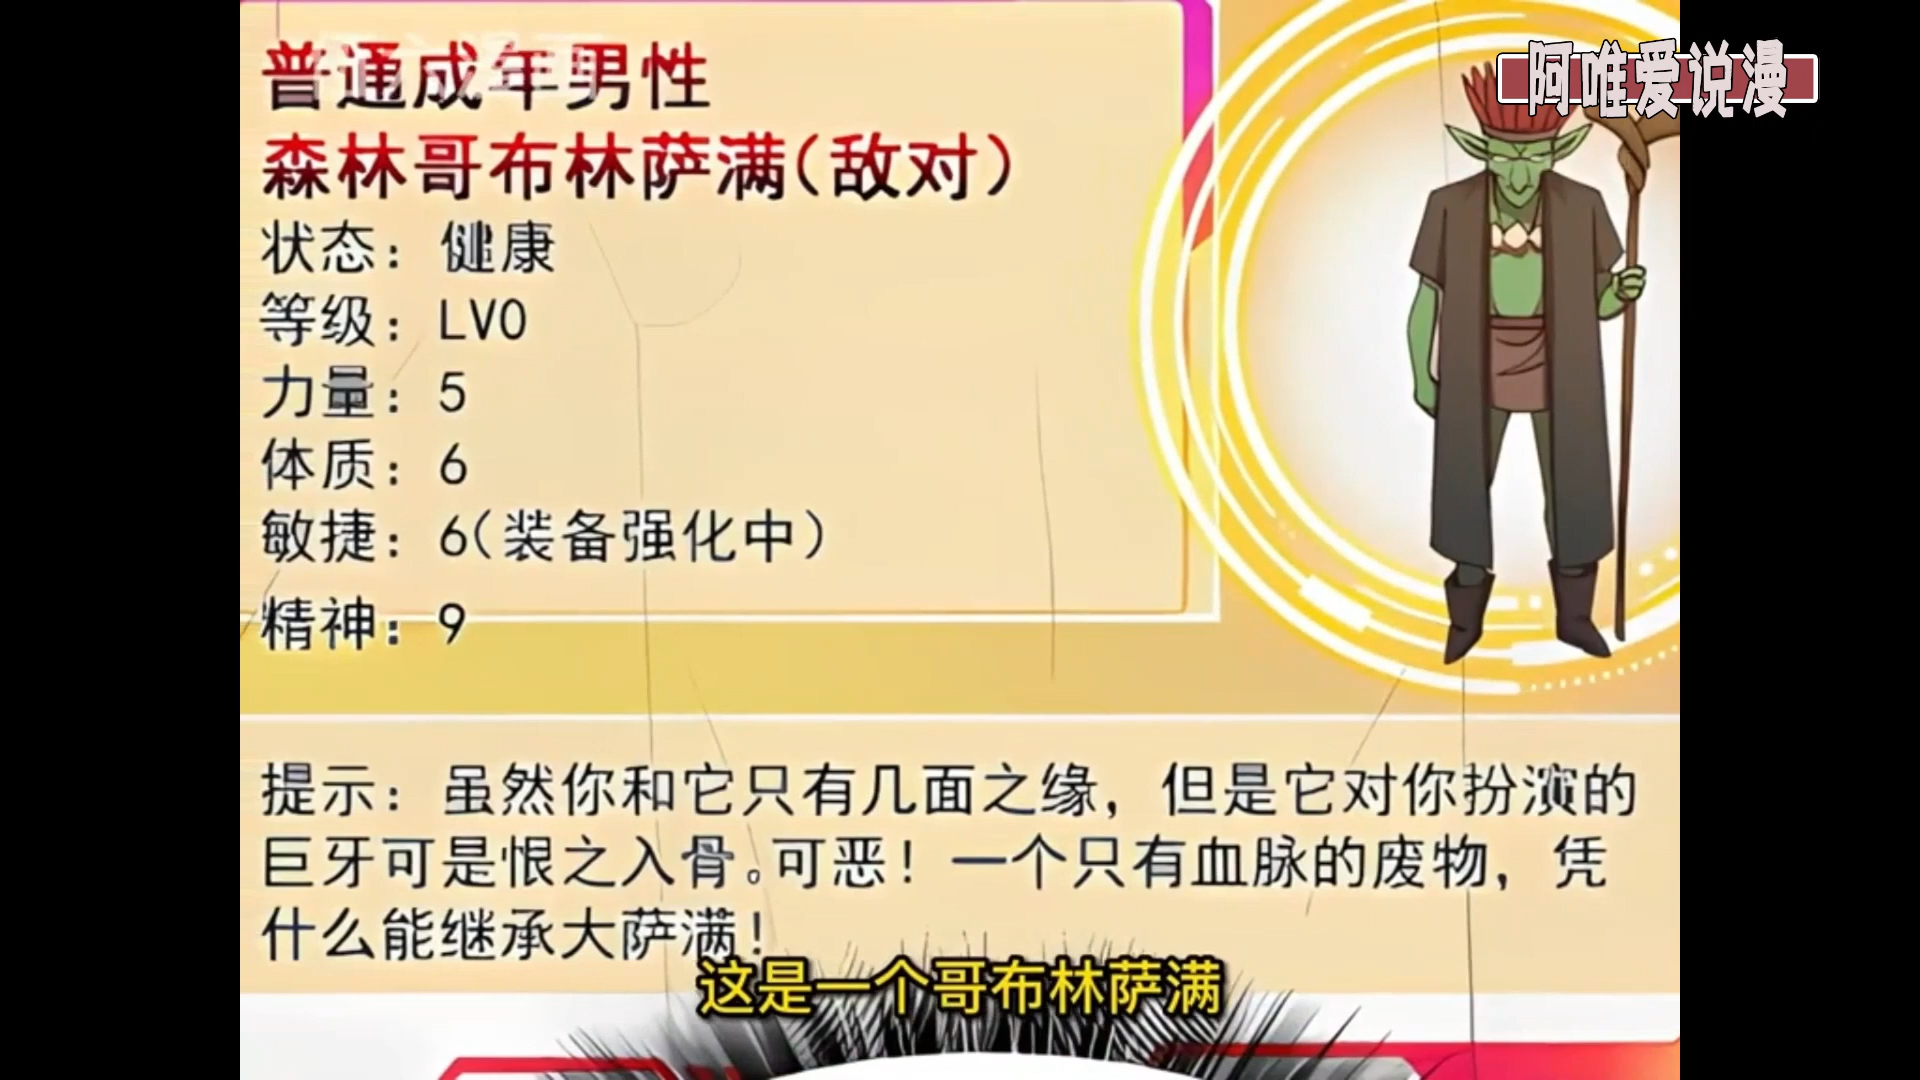 阿唯爱说漫
普通成年男性
森林哥布林萨满(敌对)
状态：健康
等级：LV0
力量：5
体质：6
敏捷：6(装备强化中)
精神：9
提示：虽然你和它只有几面之缘，但是它对你扮演的
巨牙可是恨之入骨。可恶！一个只有血脉的废物，凭
什么能继承大萨满！
这是一个哥布林萨满